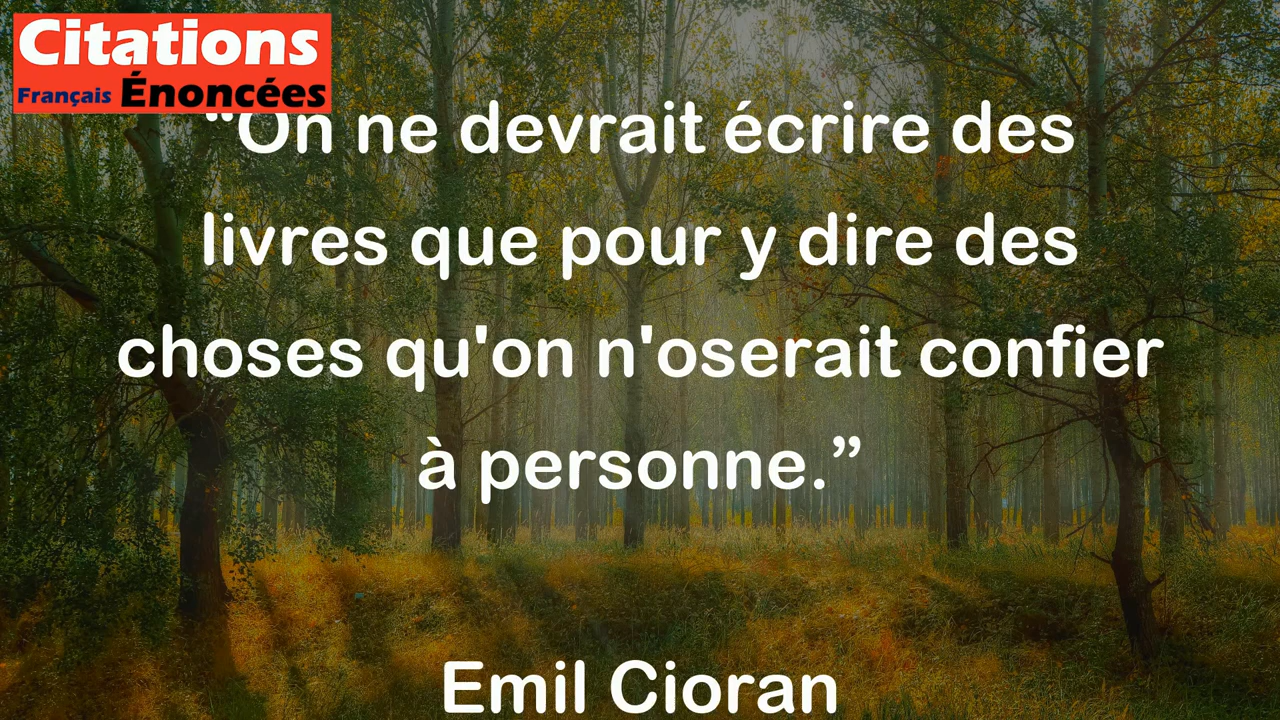 Citations
Français Énoncées
“On ne devrait écrire des
livres que pour y dire des
choses qu'on n'oserait confier
à personne.”
Emil Cioran